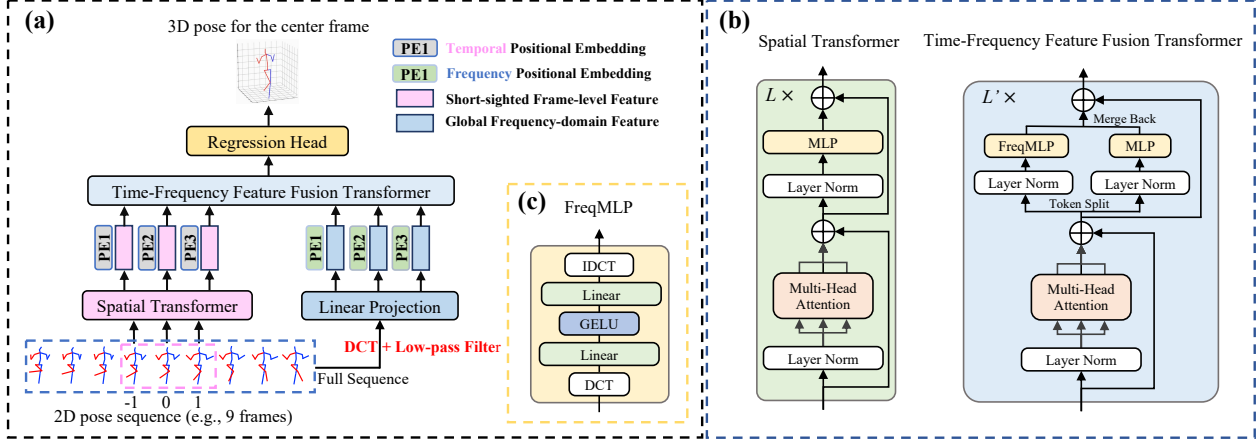 (a)
3D pose for the center frame
PE1 Temporal Positional Embedding
PE1 Frequency Positional Embedding
Short-sighted Frame-level Feature
Global Frequency-domain Feature
Regression Head
Time-Frequency Feature Fusion Transformer
PE1 PE2 PE3
PE1 PE2 PE3
Spatial Transformer
Linear Projection
DCT + Low-pass Filter
Full Sequence
-1 0 1
2D pose sequence (e.g., 9 frames)
(c)
FreqMLP
IDCT
Linear
GELU
Linear
DCT
(b)
Spatial Transformer
L ×
MLP
Layer Norm
Multi-Head
Attention
Layer Norm
Time-Frequency Feature Fusion Transformer
L' ×
Merge Back
FreqMLP
MLP
Layer Norm
Layer Norm
Token Split
Multi-Head
Attention
Layer Norm